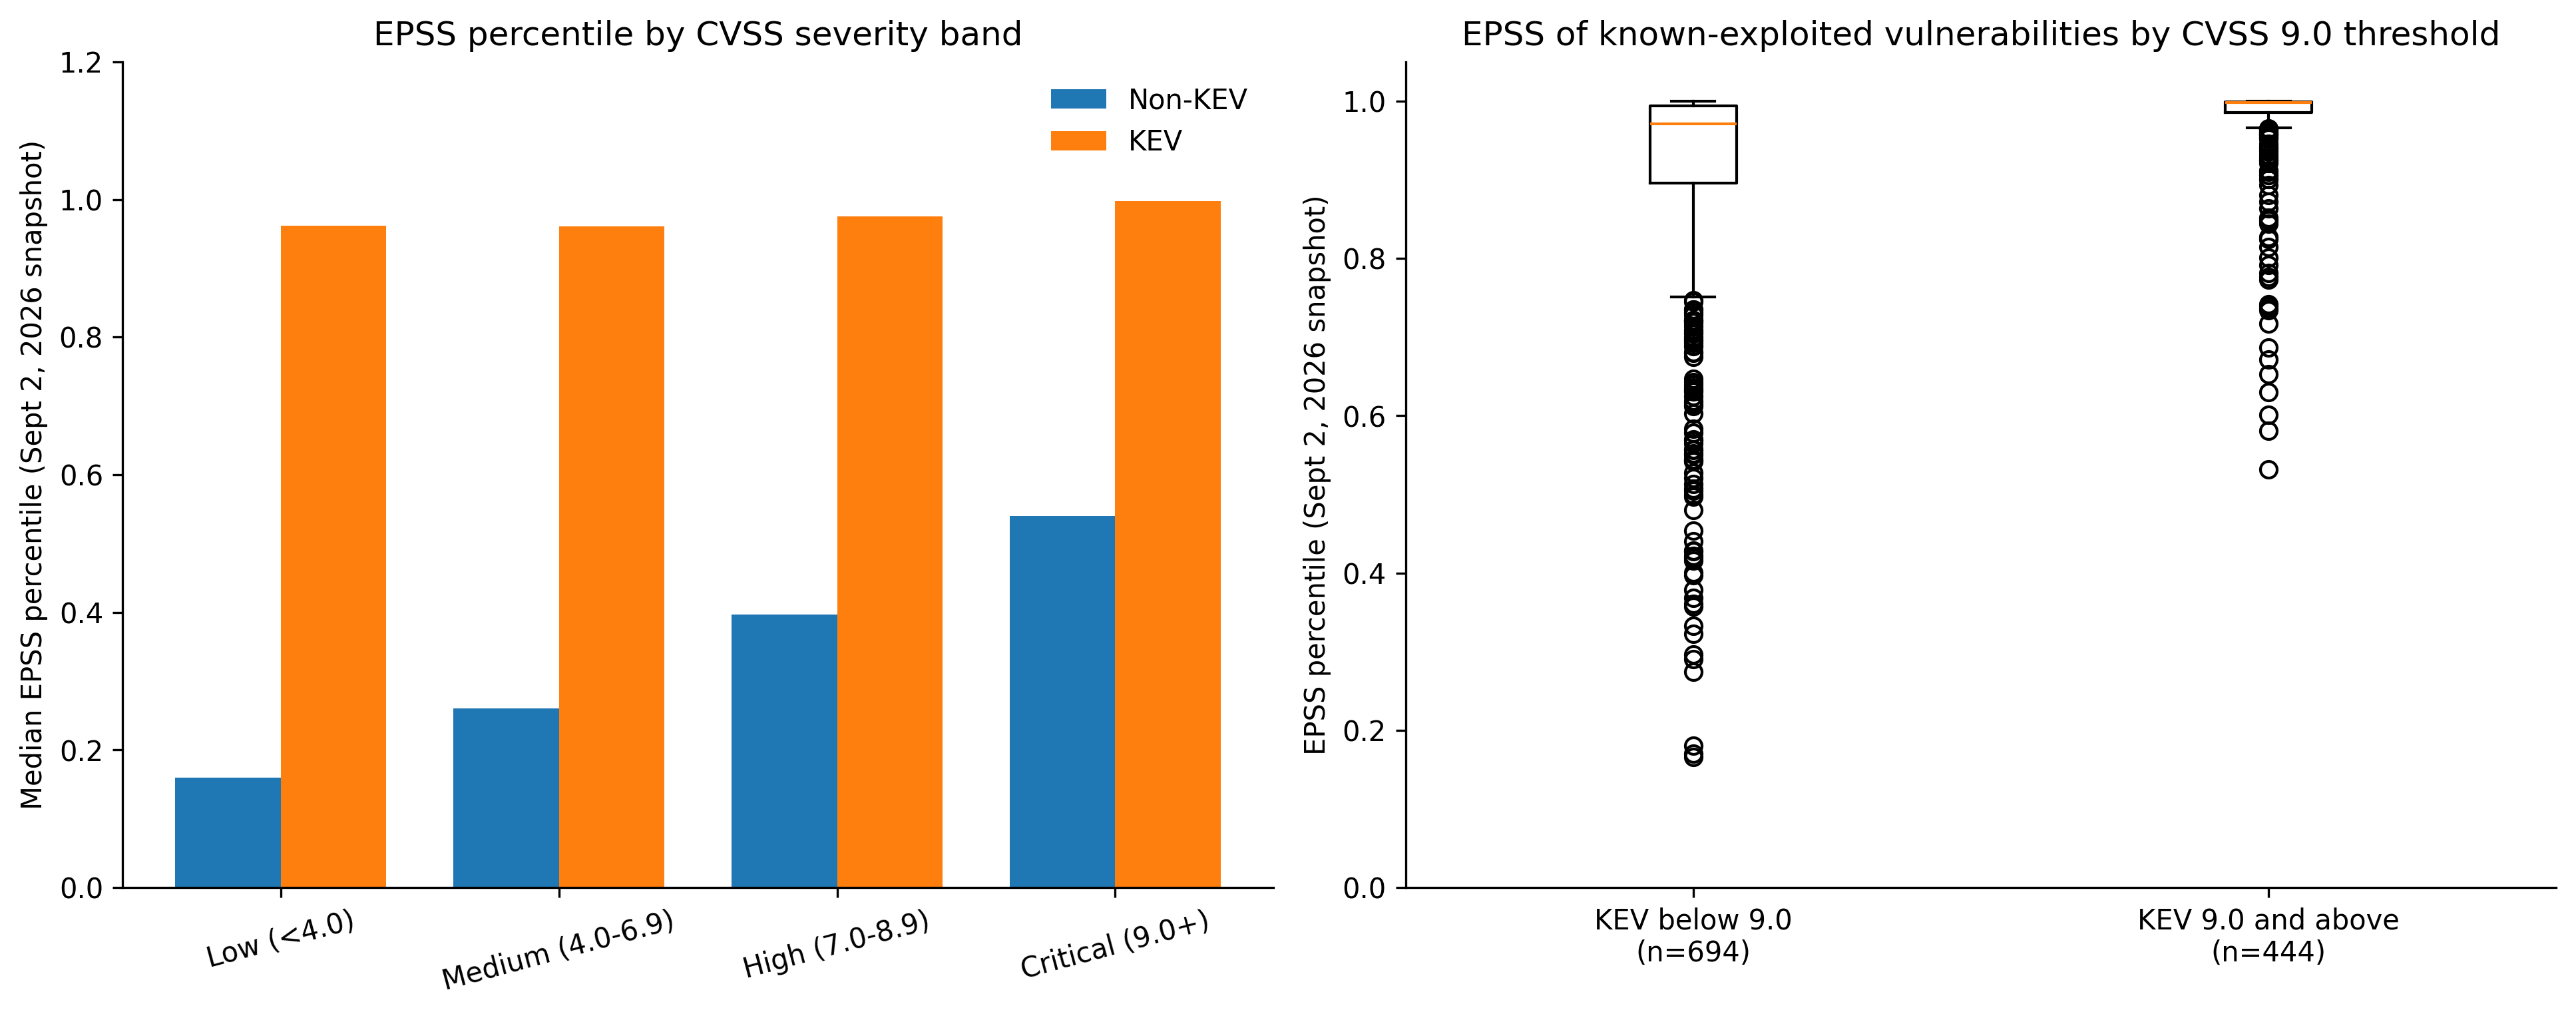 EPSS percentile by CVSS severity band
Median EPSS percentile (Sept 2, 2026 snapshot)
1.2
1.0
0.8
0.6
0.4
0.2
0.0
Non-KEV
KEV
Low (<4.0)
Medium (4.0-6.9)
High (7.0-8.9)
Critical (9.0+)
EPSS of known-exploited vulnerabilities by CVSS 9.0 threshold
EPSS percentile (Sept 2, 2026 snapshot)
1.0
0.8
0.6
0.4
0.2
0.0
KEV below 9.0
(n=694)
KEV 9.0 and above
(n=444)